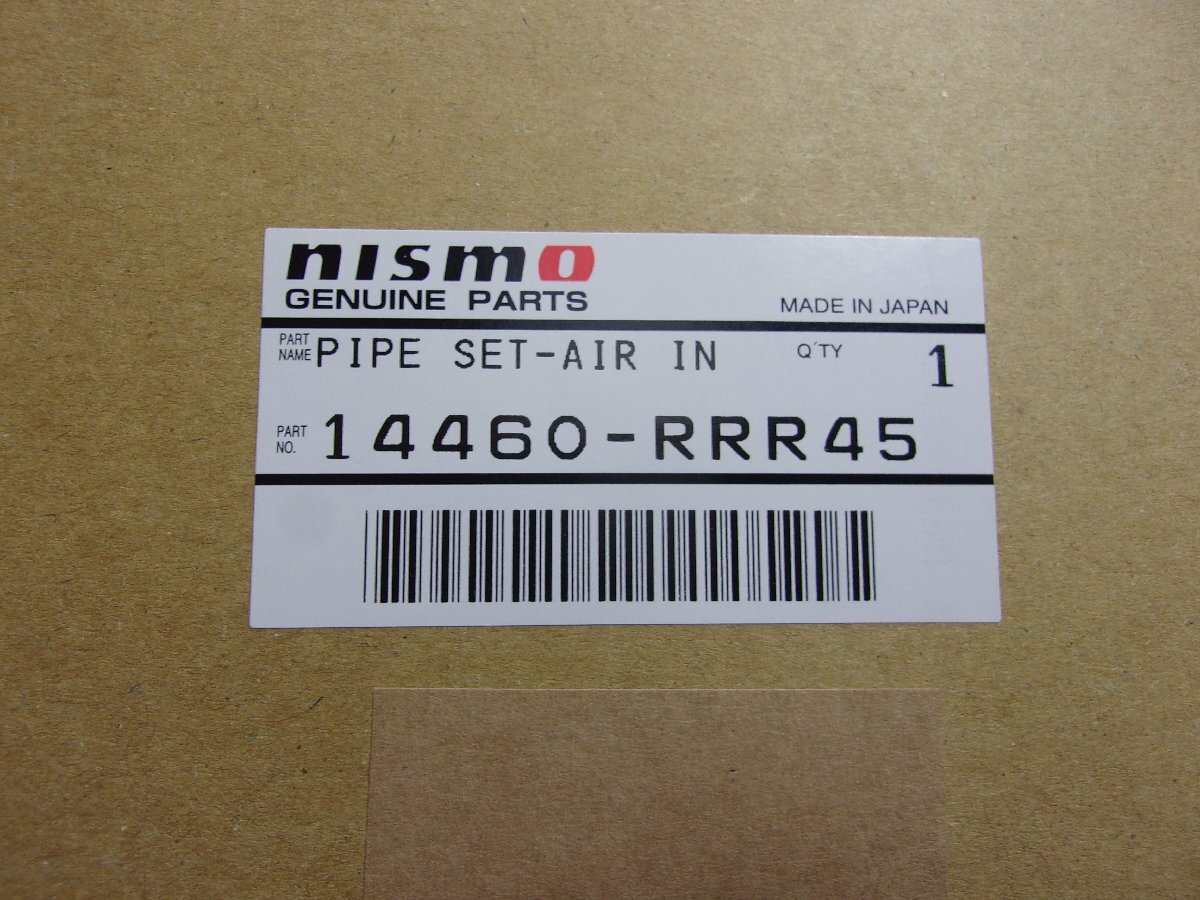 nismo
GENUINE PARTS
MADE IN JAPAN
PART NAME PIPE SET-AIR IN Q'TY 1
PART NO. 14460-RRR45